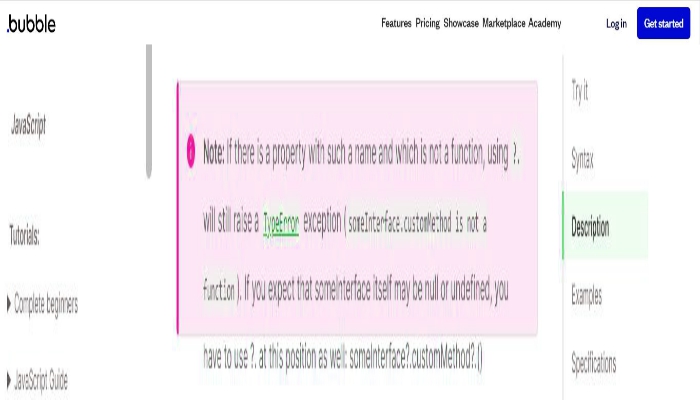 .bubble
Features Pricing Showcase Marketplace Academy
Log in
Get started
JavaScript
Tutorials:
Complete beginners
JavaScript Guide
Note: If there is a property with such a name and which is not a function, using ?.
will still raise a TypeError exception (someInterface.customMethod is not a
function). If you expect that someInterface itself may be null or undefined, you
have to use ?. at this position as well: someInterface?.customMethod?.()
Try it
Syntax
Description
Examples
Specifications